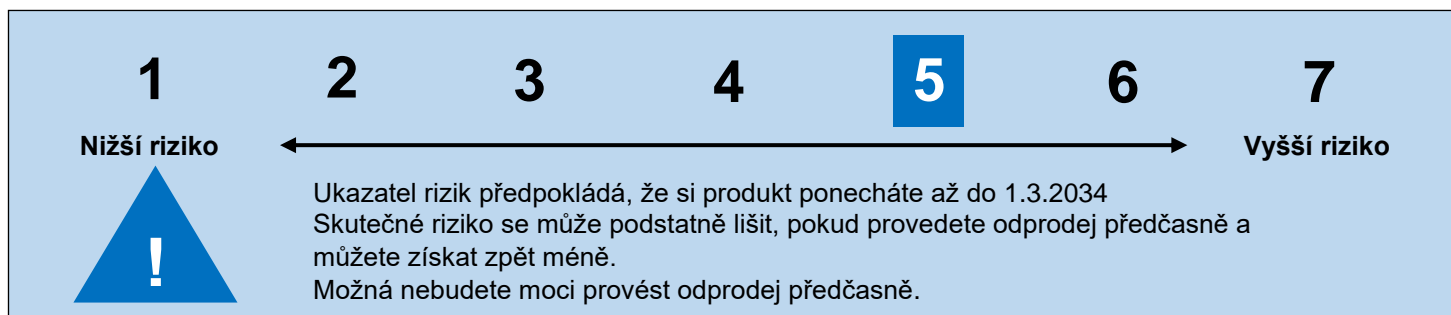 1 2 3 4 5 6 7
Nižší riziko Vyšší riziko
!
Ukazatel rizik předpokládá, že si produkt ponecháte až do 1.3.2034
Skutečné riziko se může podstatně lišit, pokud provedete odprodej předčasně a
můžete získat zpět méně.
Možná nebudete moci provést odprodej předčasně.